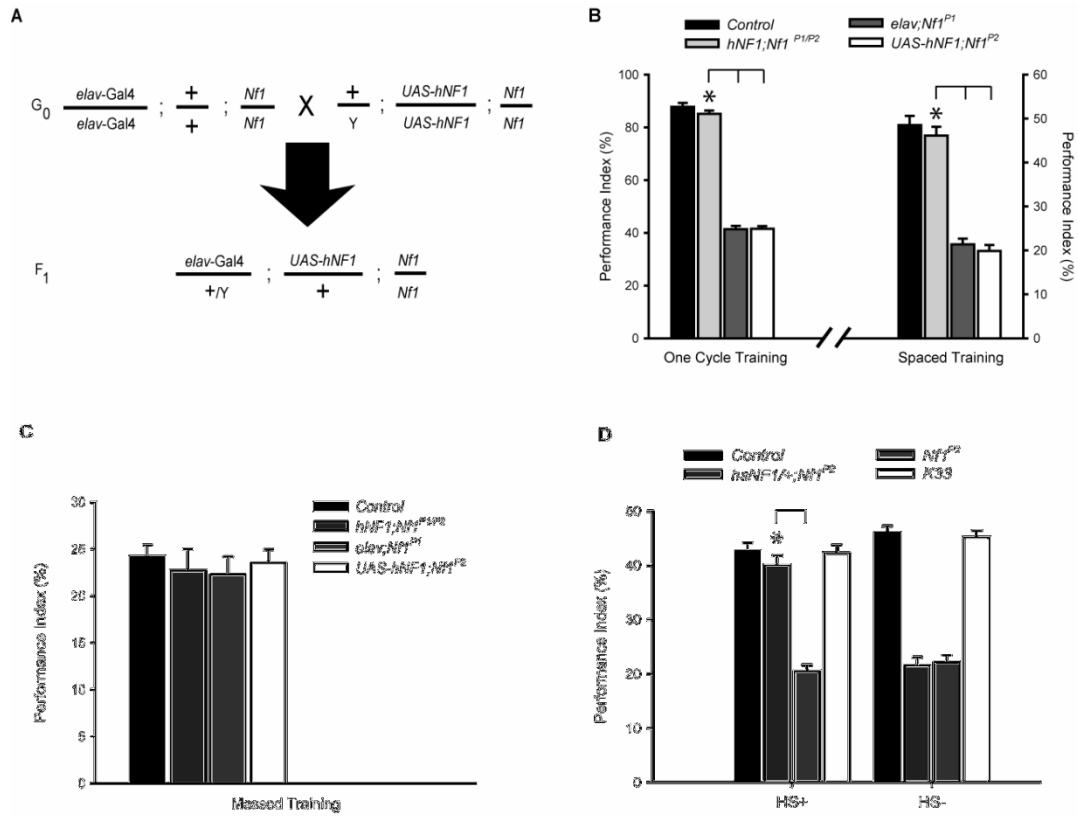 A
G0 elav-Gal4 ; + ; Nf1 X + ; UAS-hNF1 ; Nf1
elav-Gal4 + Nf1 Y UAS-hNF1 Nf1
F1 elav-Gal4 ; UAS-hNF1 ; Nf1
+/Y + Nf1
B
Control
elav;Nf1P1
hNF1;Nf1 P1/P2
UAS-hNF1;Nf1P2
Performance Index (%)
100
80
60
40
20
0
*
*
60
50
40
30
20
10
0
Performance Index (%)
One Cycle Training
Spaced Training
C
Control
hNF1;Nf1P1/P2
elav;Nf1P1
UAS-hNF1;Nf1P2
Performance Index (%)
30
25
20
15
10
5
0
Massed Training
D
Control
Nf1P2
hsNF1/+;Nf1P2
K33
Performance Index (%)
50
40
30
20
10
0
*
HS+
HS-